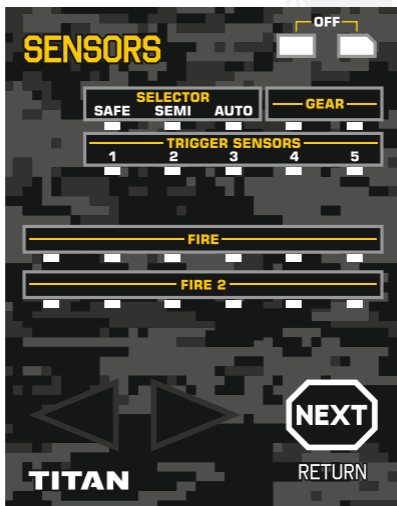 OFF
SENSORS
SELECTOR
SAFE SEMI AUTO
GEAR
TRIGGER SENSORS
1 2 3 4 5
FIRE
FIRE 2
NEXT
RETURN
TITAN